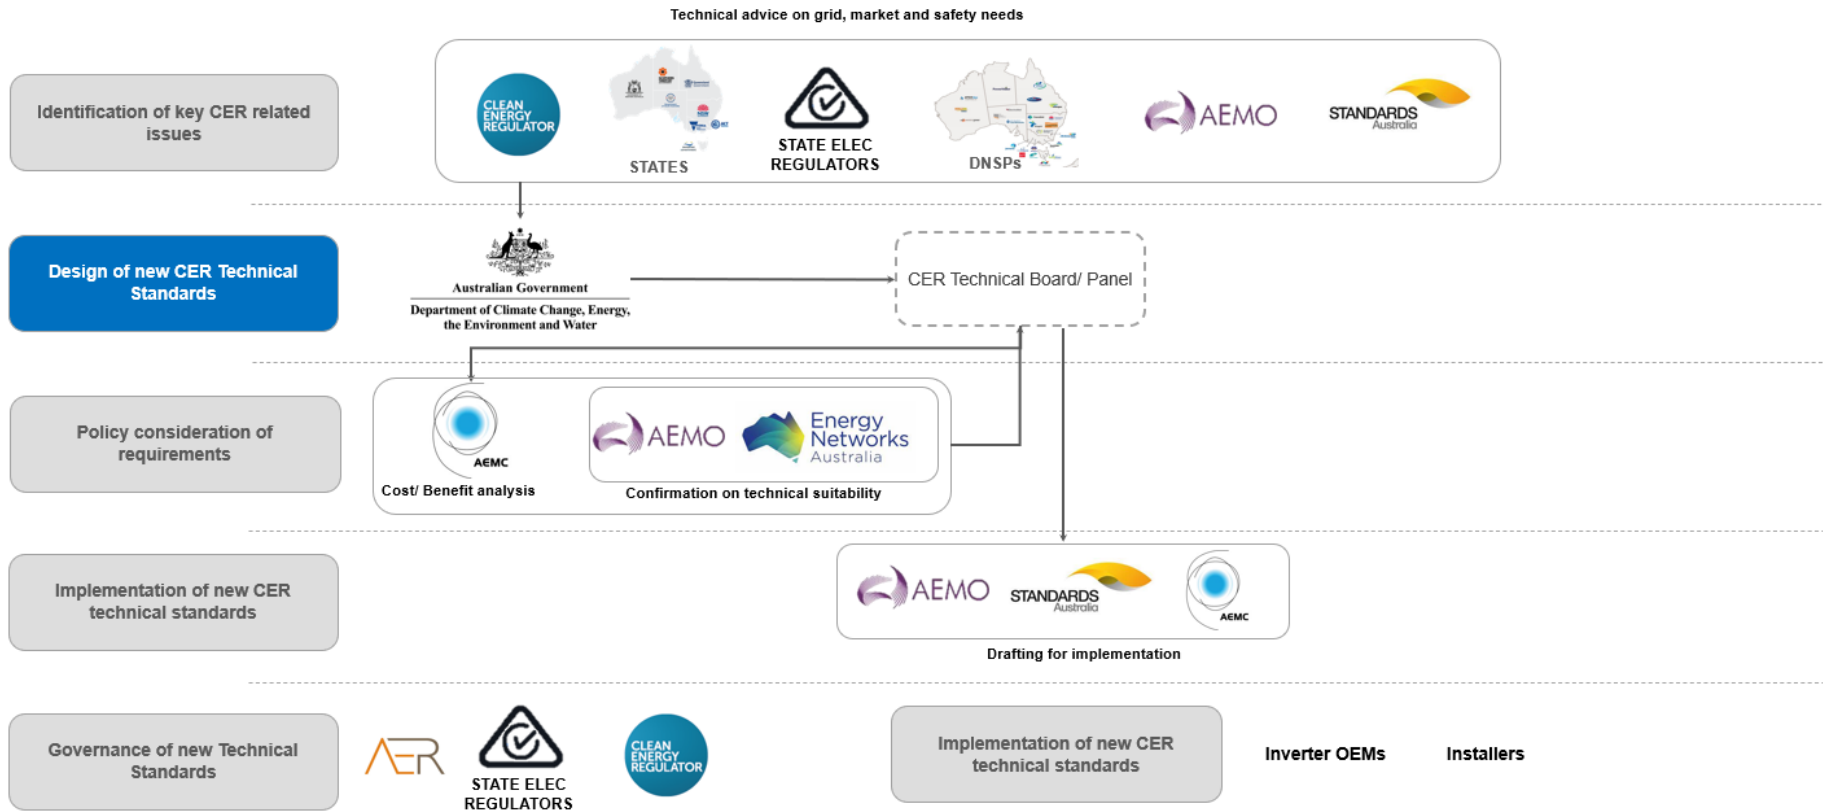 Technical advice on grid, market and safety needs
Identification of key CER related
issues
CLEAN
ENERGY
REGULATOR
STATES
STATE ELEC
REGULATORS
DNSPs
AEMO
STANDARDS
Australia
Design of new CER Technical
Standards
Australian Government
Department of Climate Change, Energy,
the Environment and Water
CER Technical Board/ Panel
Policy consideration of
requirements
AEMC
Cost/ Benefit analysis
AEMO
Energy
Networks
Australia
Confirmation on technical suitability
Implementation of new CER
technical standards
AEMO
STANDARDS
Australia
AEMC
Drafting for implementation
Governance of new Technical
Standards
AER
STATE ELEC
REGULATORS
CLEAN
ENERGY
REGULATOR
Implementation of new CER
technical standards
Inverter OEMs
Installers